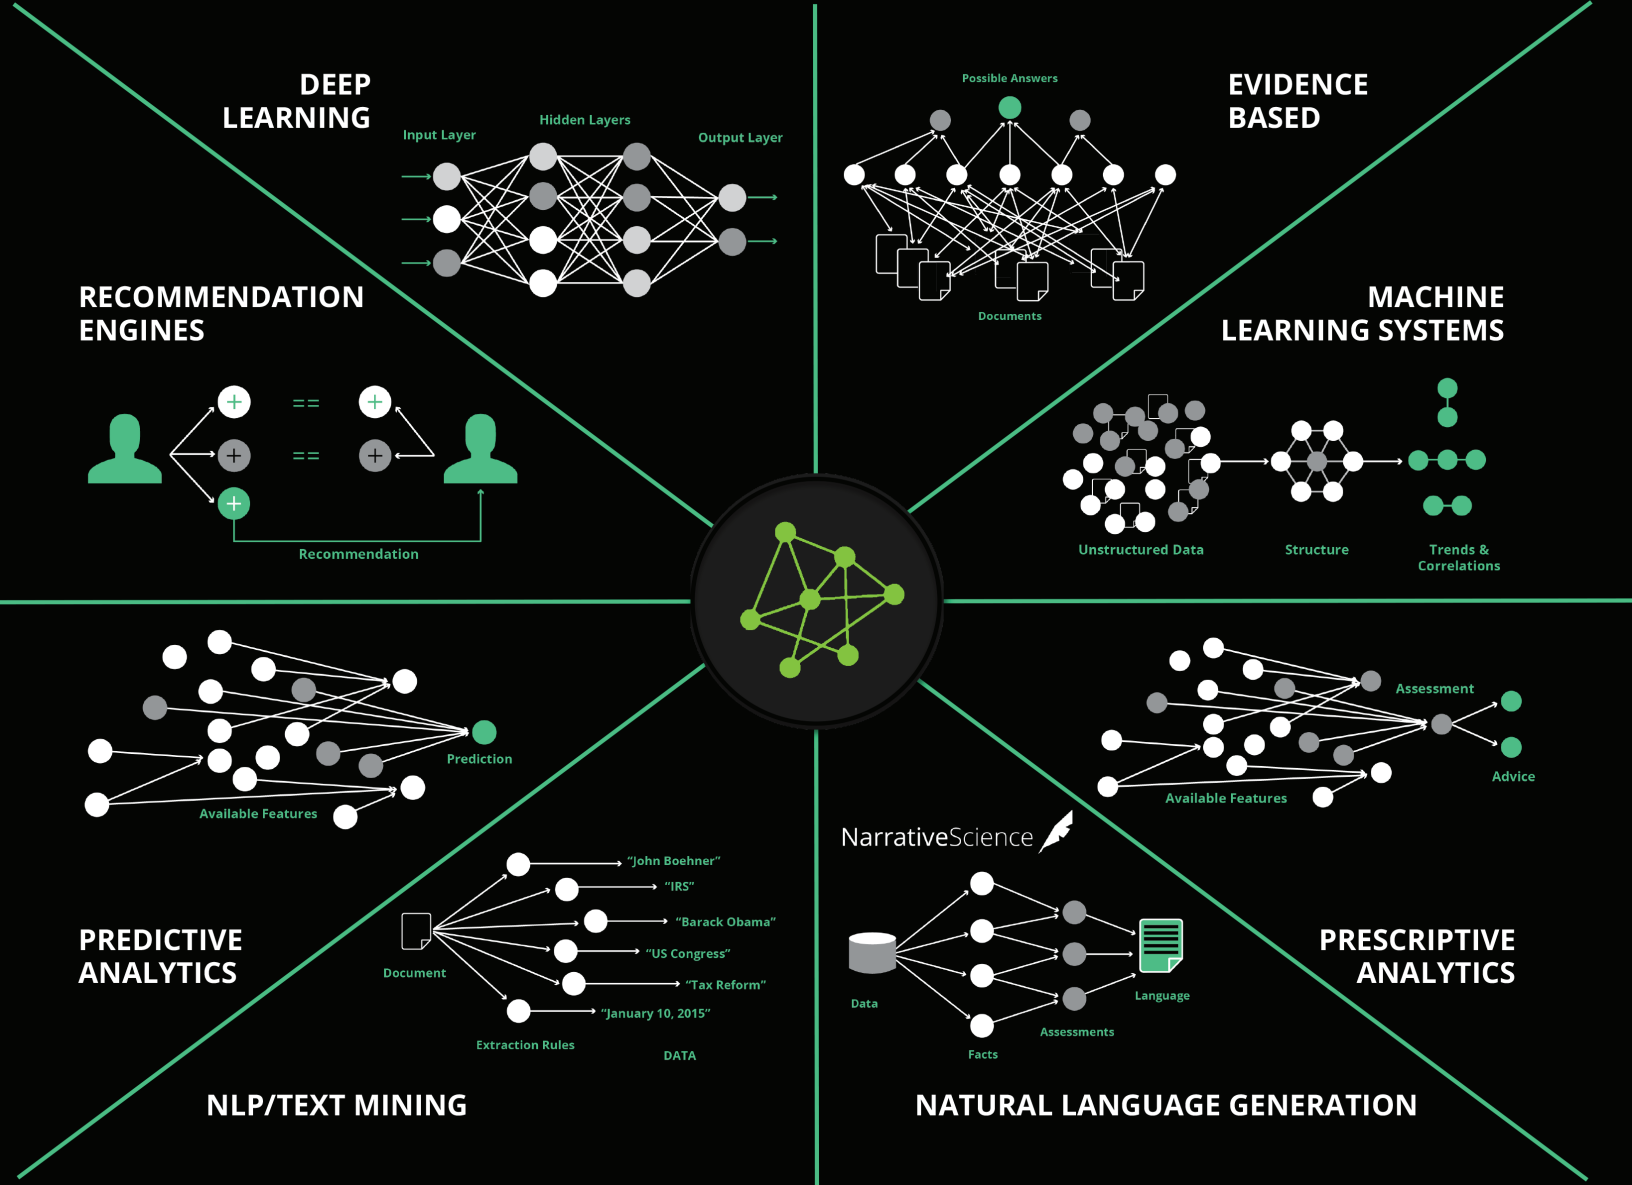 DEEP
LEARNING
Input Layer
Hidden Layers
Output Layer
Possible Answers
Documents
EVIDENCE
BASED
RECOMMENDATION
ENGINES
==
==
Recommendation
MACHINE
LEARNING SYSTEMS
Unstructured Data
Structure
Trends &
Correlations
Prediction
Available Features
PREDICTIVE
ANALYTICS
Assessment
Advice
Available Features
PRESCRIPTIVE
ANALYTICS
“John Boehner”
“IRS”
“Barack Obama”
“US Congress”
“Tax Reform”
“January 10, 2015”
Document
Extraction Rules
DATA
NLP/TEXT MINING
NarrativeScience
Data
Facts
Assessments
Language
NATURAL LANGUAGE GENERATION